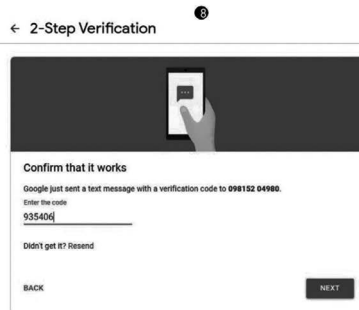 8
← 2-Step Verification
Confirm that it works
Google just sent a text message with a verification code to 098152 04980.
Enter the code
935406
Didn't get it? Resend
BACK NEXT